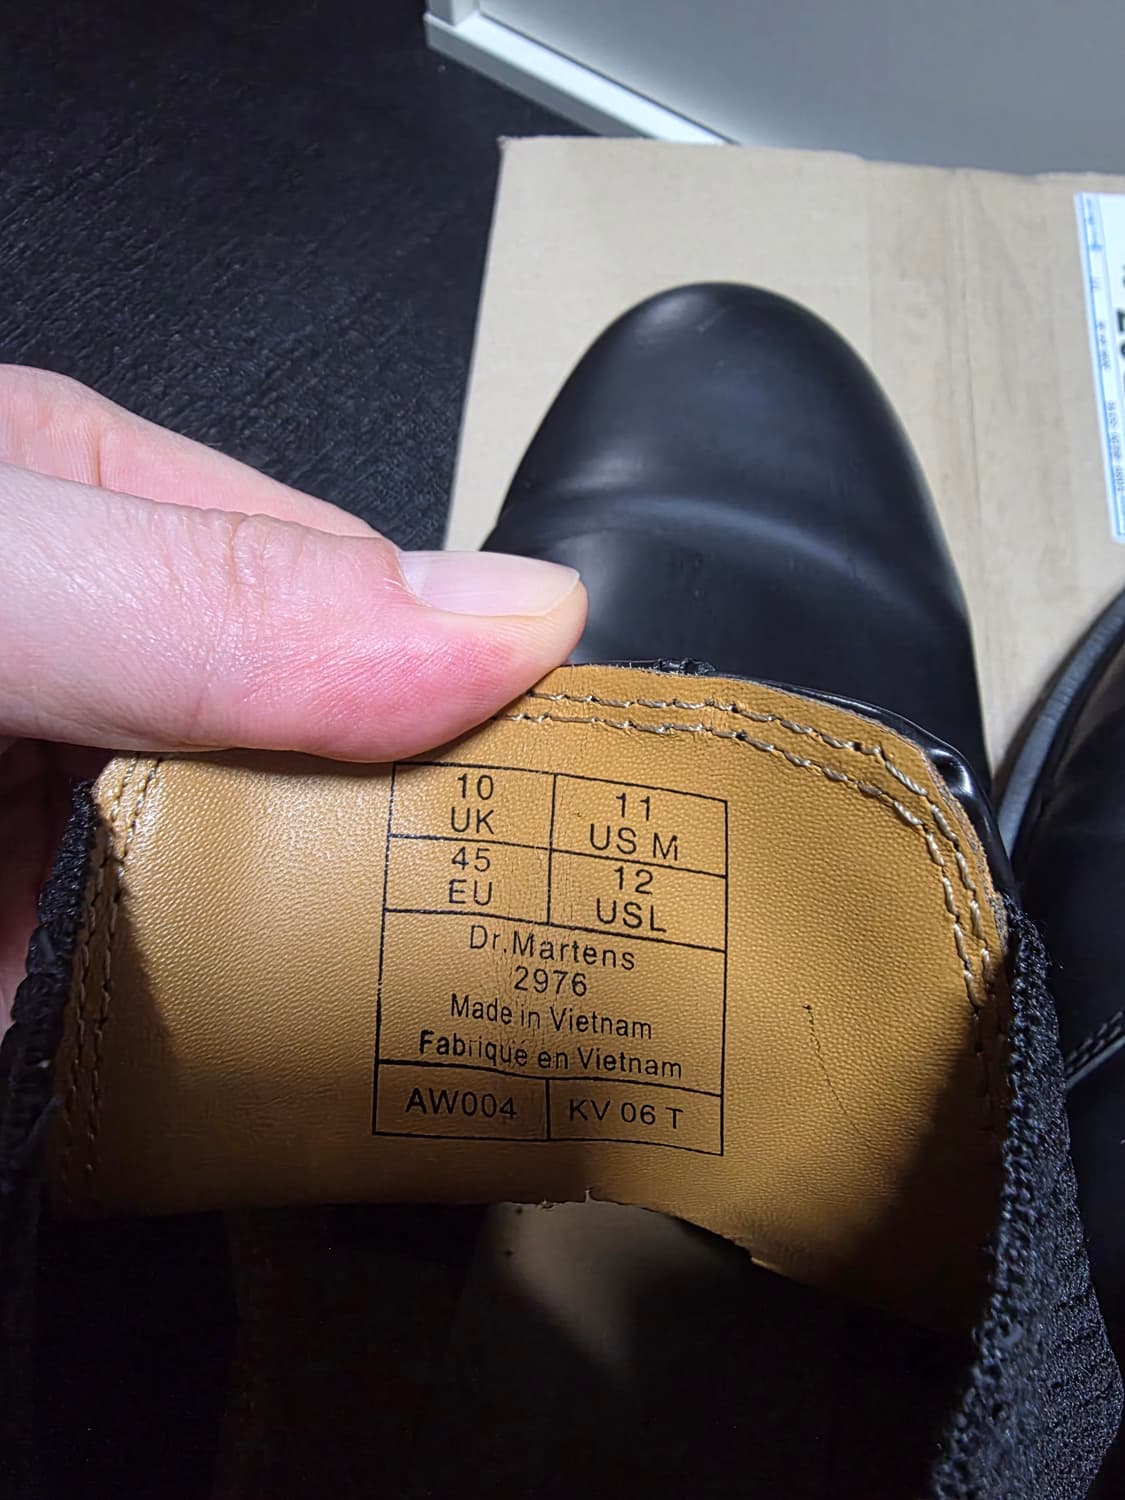 10
UK
11
US M
45
EU
12
USL
Dr.Martens
2976
Made in Vietnam
Fabriqué en Vietnam
AW004
KV 06 T